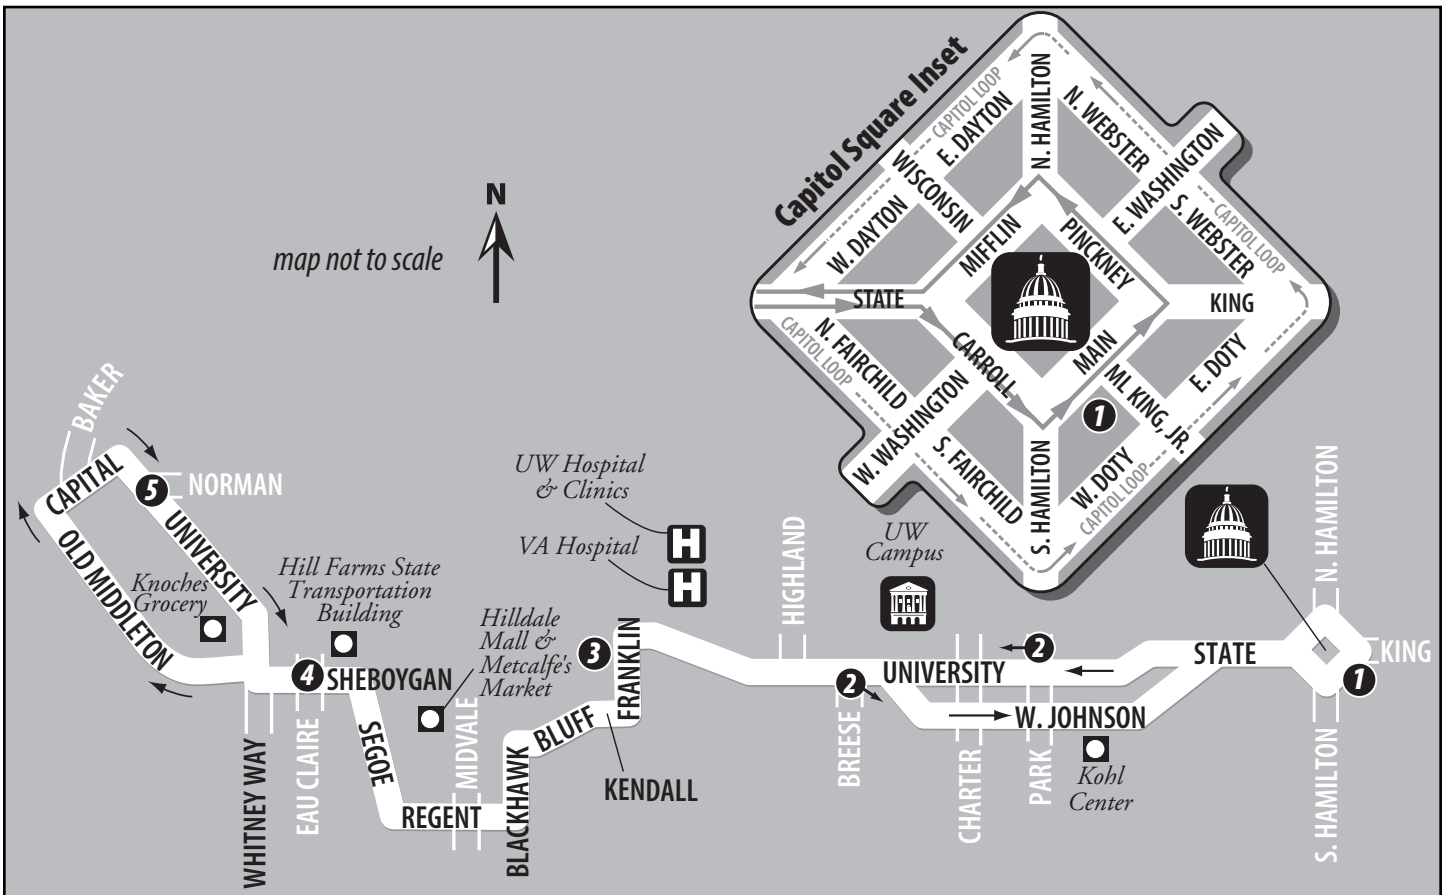 Capitol Square Inset
CAPITOL LOOP
E. DAYTON
N. HAMILTON
N. WEBSTER
E. WASHINGTON
WISCONSIN
W. DAYTON
MIFFLIN
PINCKNEY
S. WEBSTER
CAPITOL LOOP
STATE
KING
CAPITOL LOOP
N. FAIRCHILD
CARROLL
MAIN
ML KING, JR.
E. DOTY
1
W. WASHINGTON
S. FAIRCHILD
S. HAMILTON
W. DOTY
CAPITOL LOOP
N
map not to scale
BAKER
CAPITAL
5
NORMAN
UNIVERSITY
OLD MIDDLETON
Knoches
Grocery
Hill Farms State
Transportation
Building
4
SHEBOYGAN
WHITNEY WAY
EAU CLAIRE
SEGOE
Hilldale
Mall &
Metcalfe's
Market
MIDVALE
REGENT
BLACKHAWK
BLUFF
KENDALL
3
FRANKLIN
UW Hospital
& Clinics
H
VA Hospital
H
HIGHLAND
UW
Campus
2
BREESE
UNIVERSITY
2
W. JOHNSON
CHARTER
PARK
Kohl
Center
STATE
N. HAMILTON
KING
1
S. HAMILTON